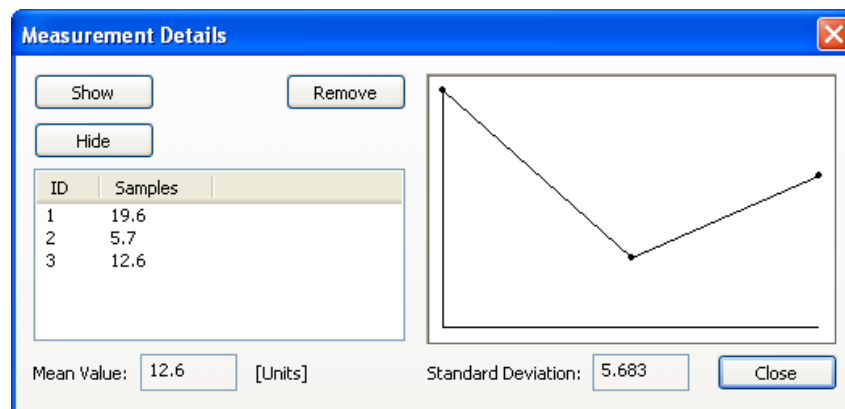 Measurement Details
Show
Remove
Hide
ID Samples
1 19.6
2 5.7
3 12.6
Mean Value: 12.6 [Units]
Standard Deviation: 5.683
Close